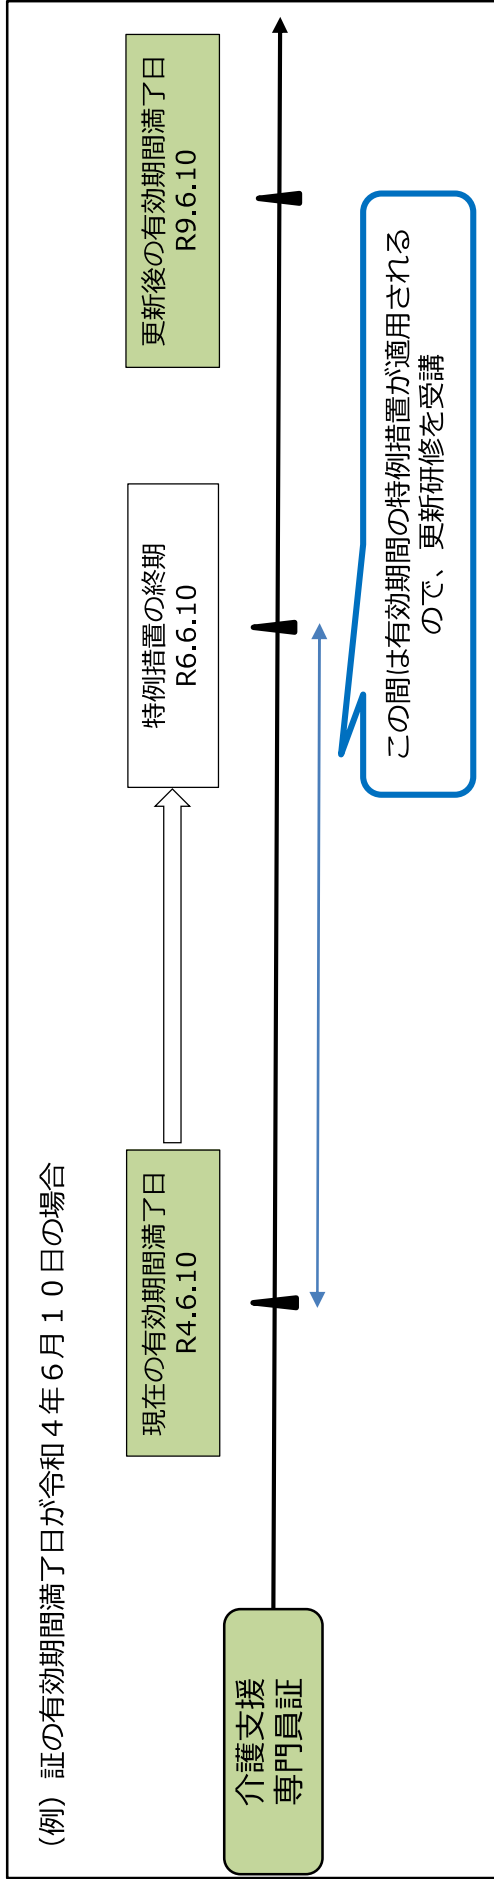 （例）証の有効期間満了日が令和４年６月１０日の場合
現在の有効期間満了日
R4.6.10
特例措置の終期
R6.6.10
更新後の有効期間満了日
R9.6.10
介護支援
専門員証
この間は有効期間の特例措置が適用される
ので、更新研修を受講